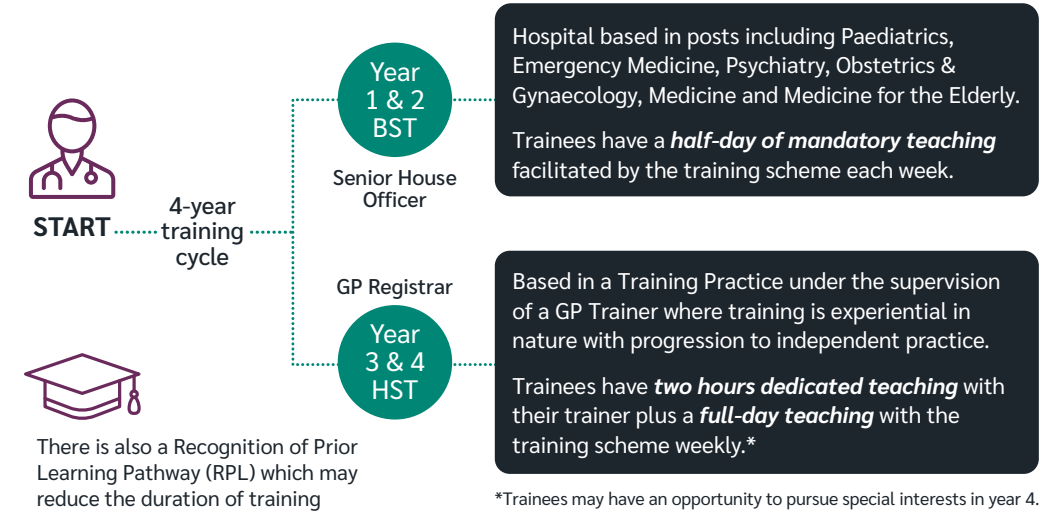 START
4-year
training
cycle
Year
1 & 2
BST
Senior House
Officer
Hospital based in posts including Paediatrics,
Emergency Medicine, Psychiatry, Obstetrics &
Gynaecology, Medicine and Medicine for the Elderly.
Trainees have a half-day of mandatory teaching
facilitated by the training scheme each week.
GP Registrar
Year
3 & 4
HST
Based in a Training Practice under the supervision
of a GP Trainer where training is experiential in
nature with progression to independent practice.
Trainees have two hours dedicated teaching with
their trainer plus a full-day teaching with the
training scheme weekly.*
There is also a Recognition of Prior
Learning Pathway (RPL) which may
reduce the duration of training
*Trainees may have an opportunity to pursue special interests in year 4.